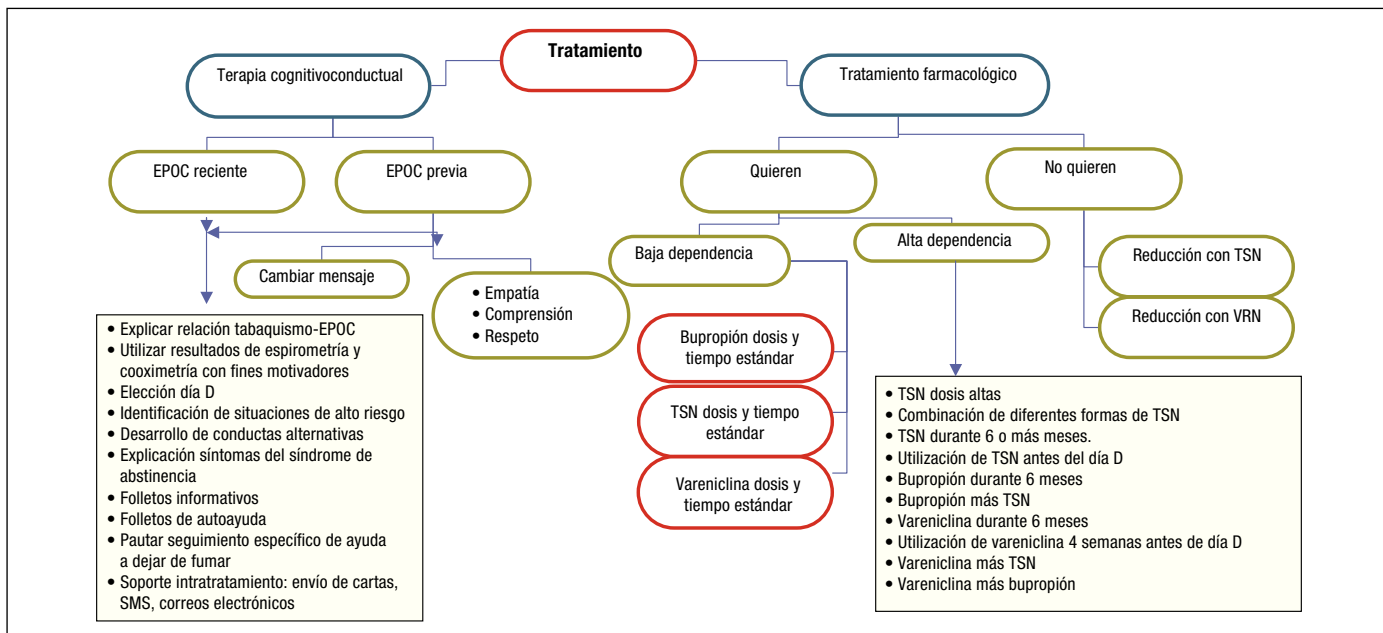 Tratamiento
Terapia cognitivoconductual
Tratamiento farmacológico
EPOC reciente
EPOC previa
Quieren
No quieren
Cambiar mensaje
• Empatía
• Comprensión
• Respeto
Baja dependencia
Alta dependencia
Reducción con TSN
Reducción con VRN
• Explicar relación tabaquismo-EPOC
• Utilizar resultados de espirometría y
cooximetría con fines motivadores
• Elección día D
• Identificación de situaciones de alto riesgo
• Desarrollo de conductas alternativas
• Explicación síntomas del síndrome de
abstinencia
• Folletos informativos
• Folletos de autoayuda
• Pautar seguimiento específico de ayuda
a dejar de fumar
• Soporte intratratamiento: envío de cartas,
SMS, correos electrónicos
Bupropión dosis y
tiempo estándar
TSN dosis y tiempo
estándar
Vareniclina dosis y
tiempo estándar
• TSN dosis altas
• Combinación de diferentes formas de TSN
• TSN durante 6 o más meses.
• Utilización de TSN antes del día D
• Bupropión durante 6 meses
• Bupropión más TSN
• Vareniclina durante 6 meses
• Utilización de vareniclina 4 semanas antes de día D
• Vareniclina más TSN
• Vareniclina más bupropión